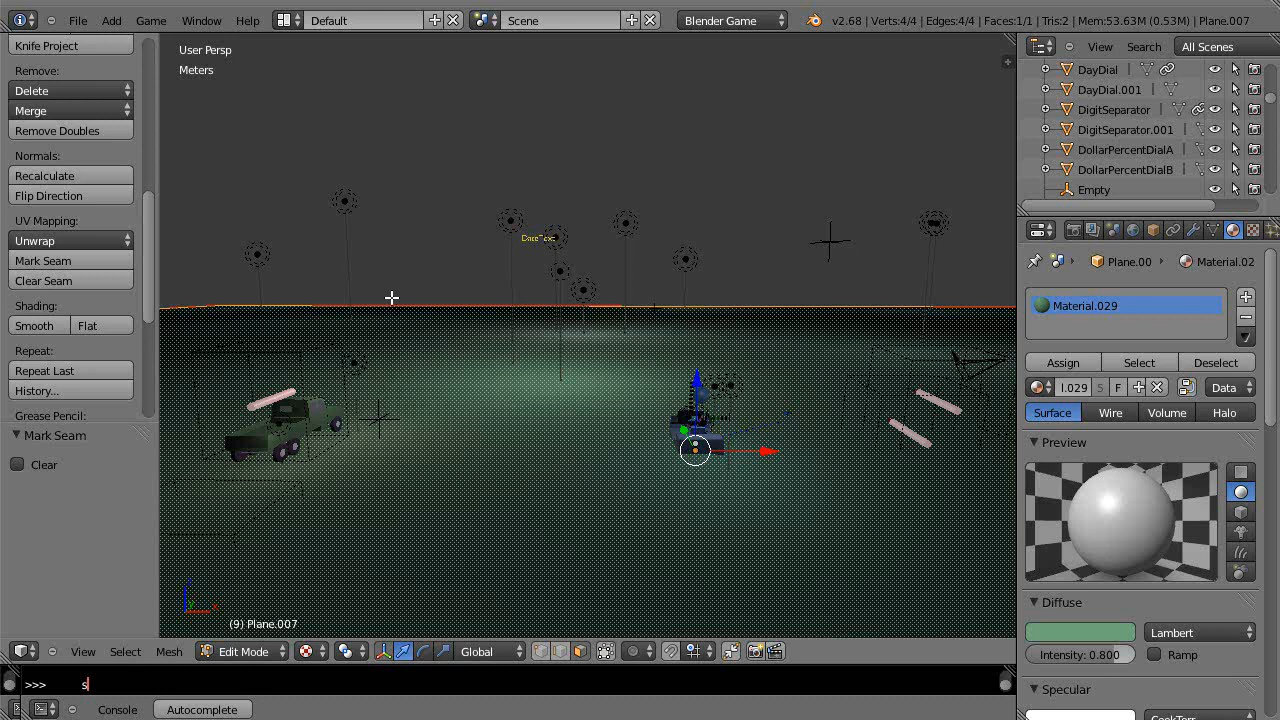 File Add Game Window Help Default Scene Blender Game v2.68 | Verts:4/4 | Edges:4/4 | Faces:1/1 | Tris:2 | Mem:53.63M (0.53M) | Plane.007
Knife Project
Remove:
Delete
Merge
Remove Doubles
Normals:
Recalculate
Flip Direction
UV Mapping:
Unwrap
Mark Seam
Clear Seam
Shading:
Smooth Flat
Repeat:
Repeat Last
History...
Grease Pencil:
Mark Seam
Clear
User Persp
Meters
(9) Plane.007
View Select Mesh Edit Mode Global
>>> s
Console Autocomplete
View Search All Scenes
DayDial
DayDial.001
DigitSeparator
DigitSeparator.001
DollarPercentDialA
DollarPercentDialB
Empty
Plane.00 Material.02
Material.029
Assign Select Deselect
l.029 S F Data
Surface Wire Volume Halo
Preview
Diffuse
Lambert
Intensity: 0.800 Ramp
Specular
CookTorr